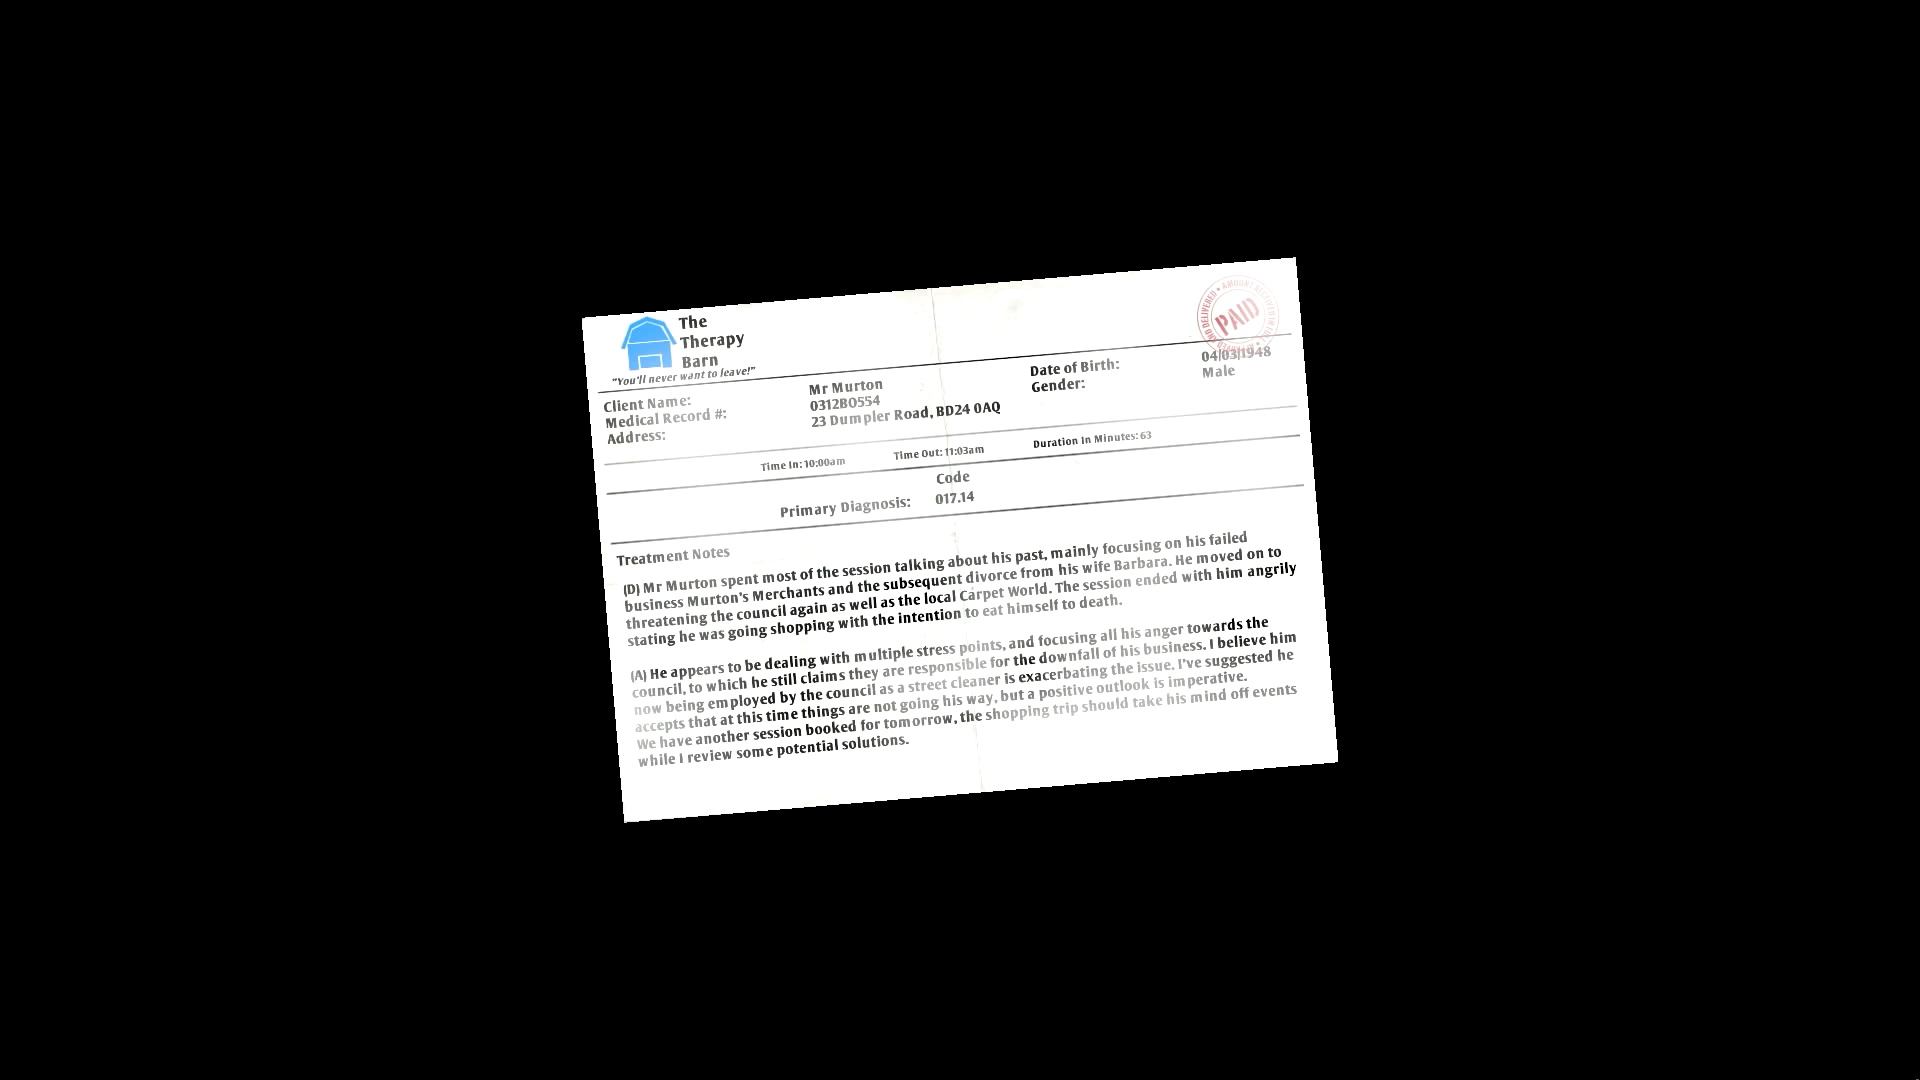 The
Therapy
Barn
"You'll never want to leave!"
PAID
Client Name: Mr Murton Date of Birth: 04/03/1948
Medical Record #: 0312BO554 Gender: Male
Address: 23 Dumpler Road, BD24 0AQ
Time In: 10:00am Time Out: 11:03am Duration In Minutes: 63
Code
Primary Diagnosis: 017.14
Treatment Notes
(D) Mr Murton spent most of the session talking about his past, mainly focusing on his failed
business Murton's Merchants and the subsequent divorce from his wife Barbara. He moved on to
threatening the council again as well as the local Carpet World. The session ended with him angrily
stating he was going shopping with the intention to eat himself to death.
(A) He appears to be dealing with multiple stress points, and focusing all his anger towards the
council, to which he still claims they are responsible for the downfall of his business. I believe him
now being employed by the council as a street cleaner is exacerbating the issue. I've suggested he
accepts that at this time things are not going his way, but a positive outlook is imperative.
We have another session booked for tomorrow, the shopping trip should take his mind off events
while I review some potential solutions.